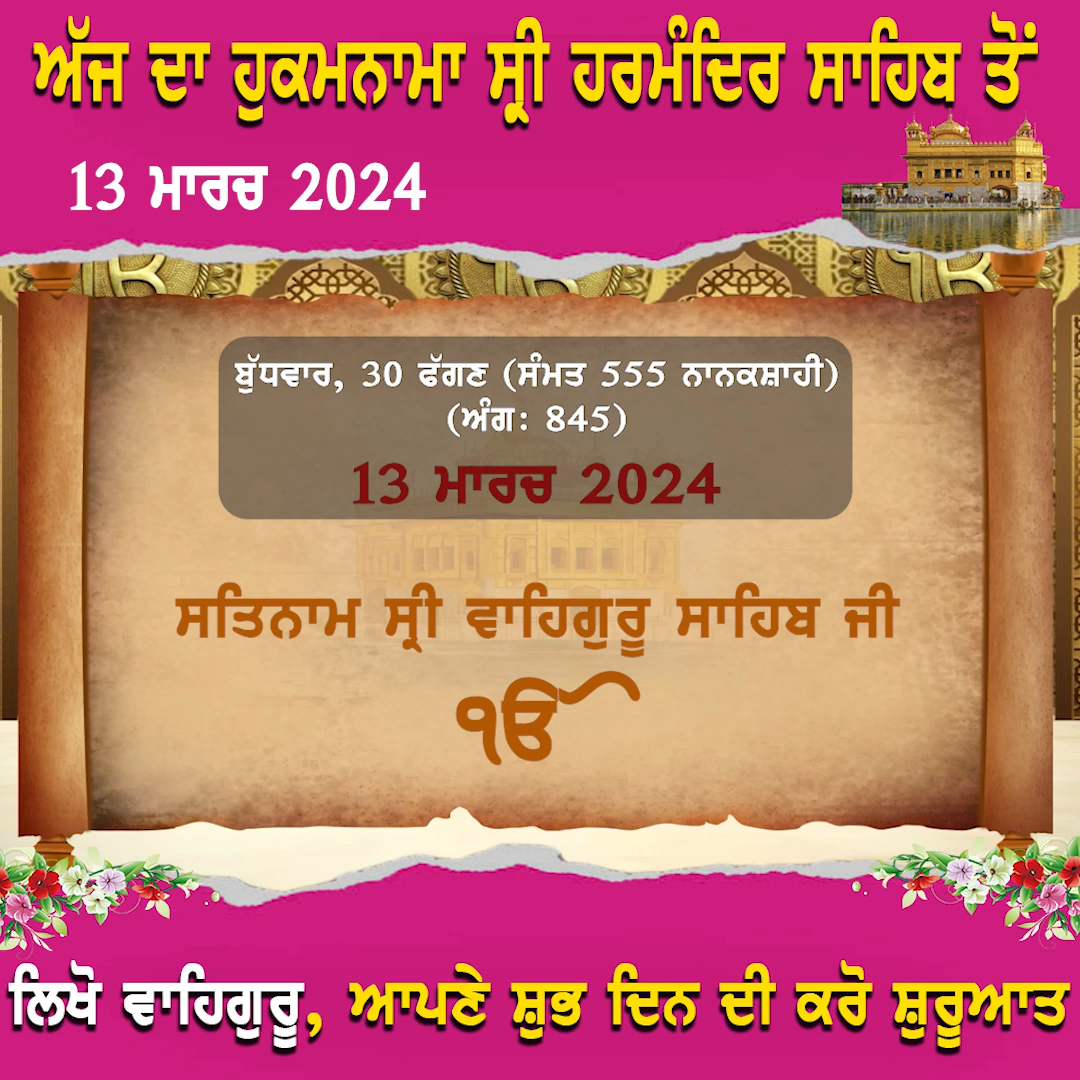 ਅੱਜ ਦਾ ਹੁਕਮਨਾਮਾ ਸ੍ਰੀ ਹਰਮੰਦਿਰ ਸਾਹਿਬ ਤੋਂ
13 ਮਾਰਚ 2024
ਬੁੱਧਵਾਰ, 30 ਫੱਗਣ (ਸੰਮਤ 555 ਨਾਨਕਸ਼ਾਹੀ)
(ਅੰਗ: 845)
13 ਮਾਰਚ 2024
ਸਤਿਨਾਮ ਸ੍ਰੀ ਵਾਹਿਗੁਰੂ ਸਾਹਿਬ ਜੀ
ੴ
ਲਿਖੋ ਵਾਹਿਗੁਰੂ, ਆਪਣੇ ਸ਼ੁਭ ਦਿਨ ਦੀ ਕਰੋ ਸ਼ੁਰੂਆਤ